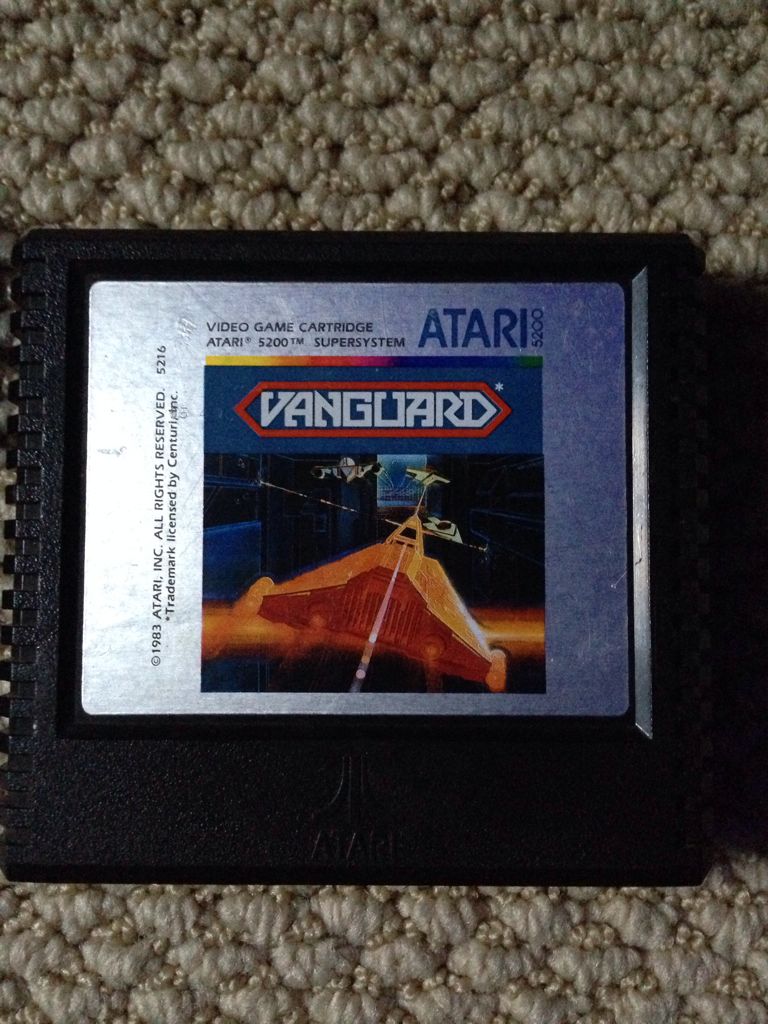 VIDEO GAME CARTRIDGE
ATARI® 5200™ SUPERSYSTEM
ATARI 5200
VANGUARD*
©1983 ATARI, INC. ALL RIGHTS RESERVED. 5216
*Trademark licensed by Centuri, Inc.
ATARI